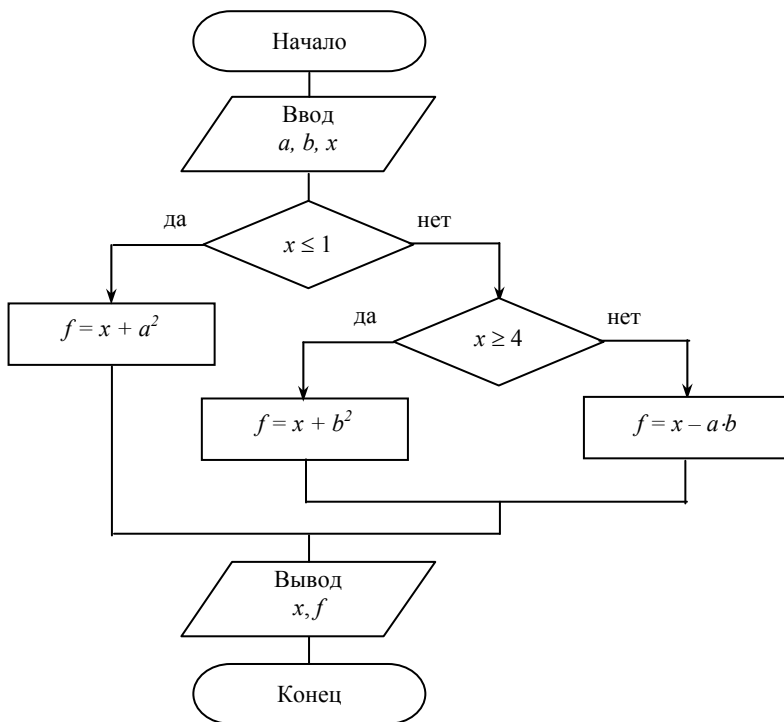 Начало
Ввод
a, b, x
да
нет
x ≤ 1
f = x + a²
да
нет
x ≥ 4
f = x + b²
f = x – a·b
Вывод
x, f
Конец